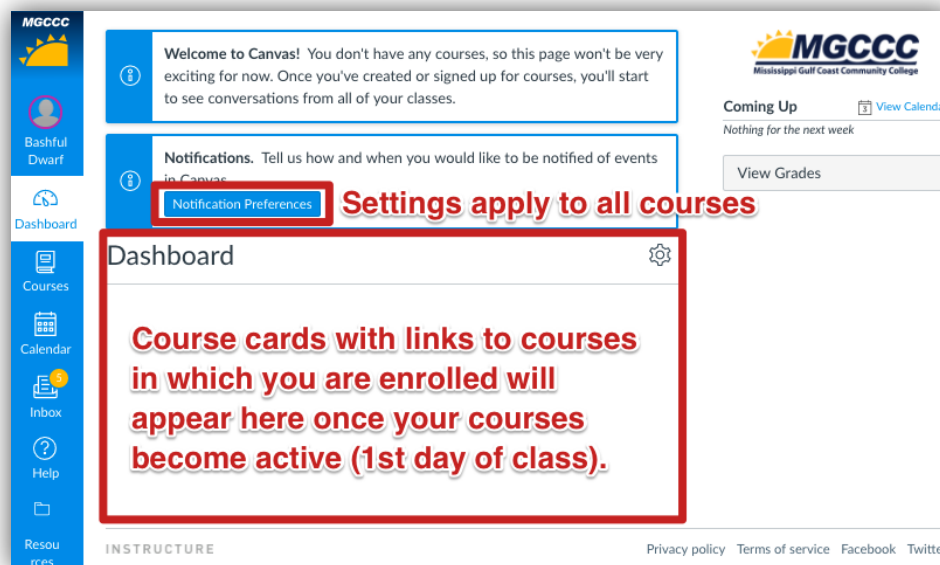 MGCCC
Bashful
Dwarf
Dashboard
Courses
Calendar
5
Inbox
Help
Resou
rces
Welcome to Canvas! You don't have any courses, so this page won't be very
exciting for now. Once you've created or signed up for courses, you'll start
to see conversations from all of your classes.
Notifications. Tell us how and when you would like to be notified of events
in Canvas
Notification Preferences
Settings apply to all courses
Dashboard
Course cards with links to courses
in which you are enrolled will
appear here once your courses
become active (1st day of class).
MGCCC
Mississippi Gulf Coast Community College
Coming Up
3 View Calenda
Nothing for the next week
View Grades
INSTRUCTURE
Privacy policy Terms of service Facebook Twitte